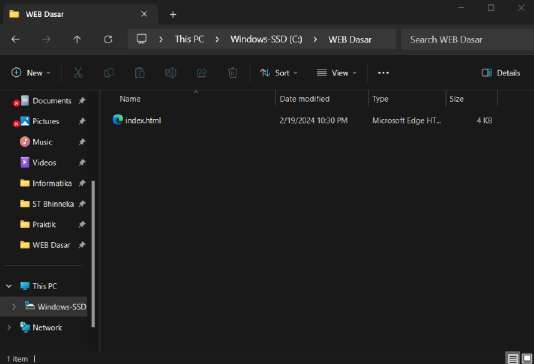 WEB Dasar
This PC > Windows-SSD (C:) > WEB Dasar
Search WEB Dasar
New
Sort
View
Details
Name Date modified Type Size
index.html 2/19/2024 10:30 PM Microsoft Edge HT... 4 KB
Documents
Pictures
Music
Videos
Informatika
ST Bhinneka
Praktik
WEB Dasar
This PC
Windows-SSD
Network
1 item